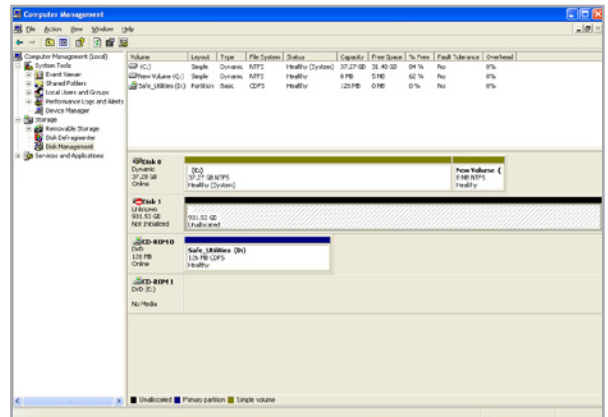 Computer Management
File Action View Window Help
Computer Management (Local)
System Tools
Event Viewer
Shared Folders
Local Users and Groups
Performance Logs and Alerts
Device Manager
Storage
Removable Storage
Disk Defragmenter
Disk Management
Services and Applications
Volume Layout Type File System Status Capacity Free Space % Free Fault Tolerance Overhead
(C:) Simple Dynamic NTFS Healthy (System) 37.27 GB 31.40 GB 84 % No 0%
New Volume (G:) Simple Dynamic NTFS Healthy 8 MB 5 MB 62 % No 0%
Safe_Utilities (D:) Partition Basic CDFS Healthy 125 MB 0 MB 0 % No 0%
Disk 0
Dynamic
37.28 GB
Online
(C:)
37.27 GB NTFS
Healthy (System)
New Volume (
8 MB NTFS
Healthy
Disk 1
Unknown
931.52 GB
Not Initialized
931.52 GB
Unallocated
CD-ROM 0
DVD
126 MB
Online
Safe_Utilities (D:)
126 MB CDFS
Healthy
CD-ROM 1
DVD (E:)
No Media
Unallocated Primary partition Simple volume